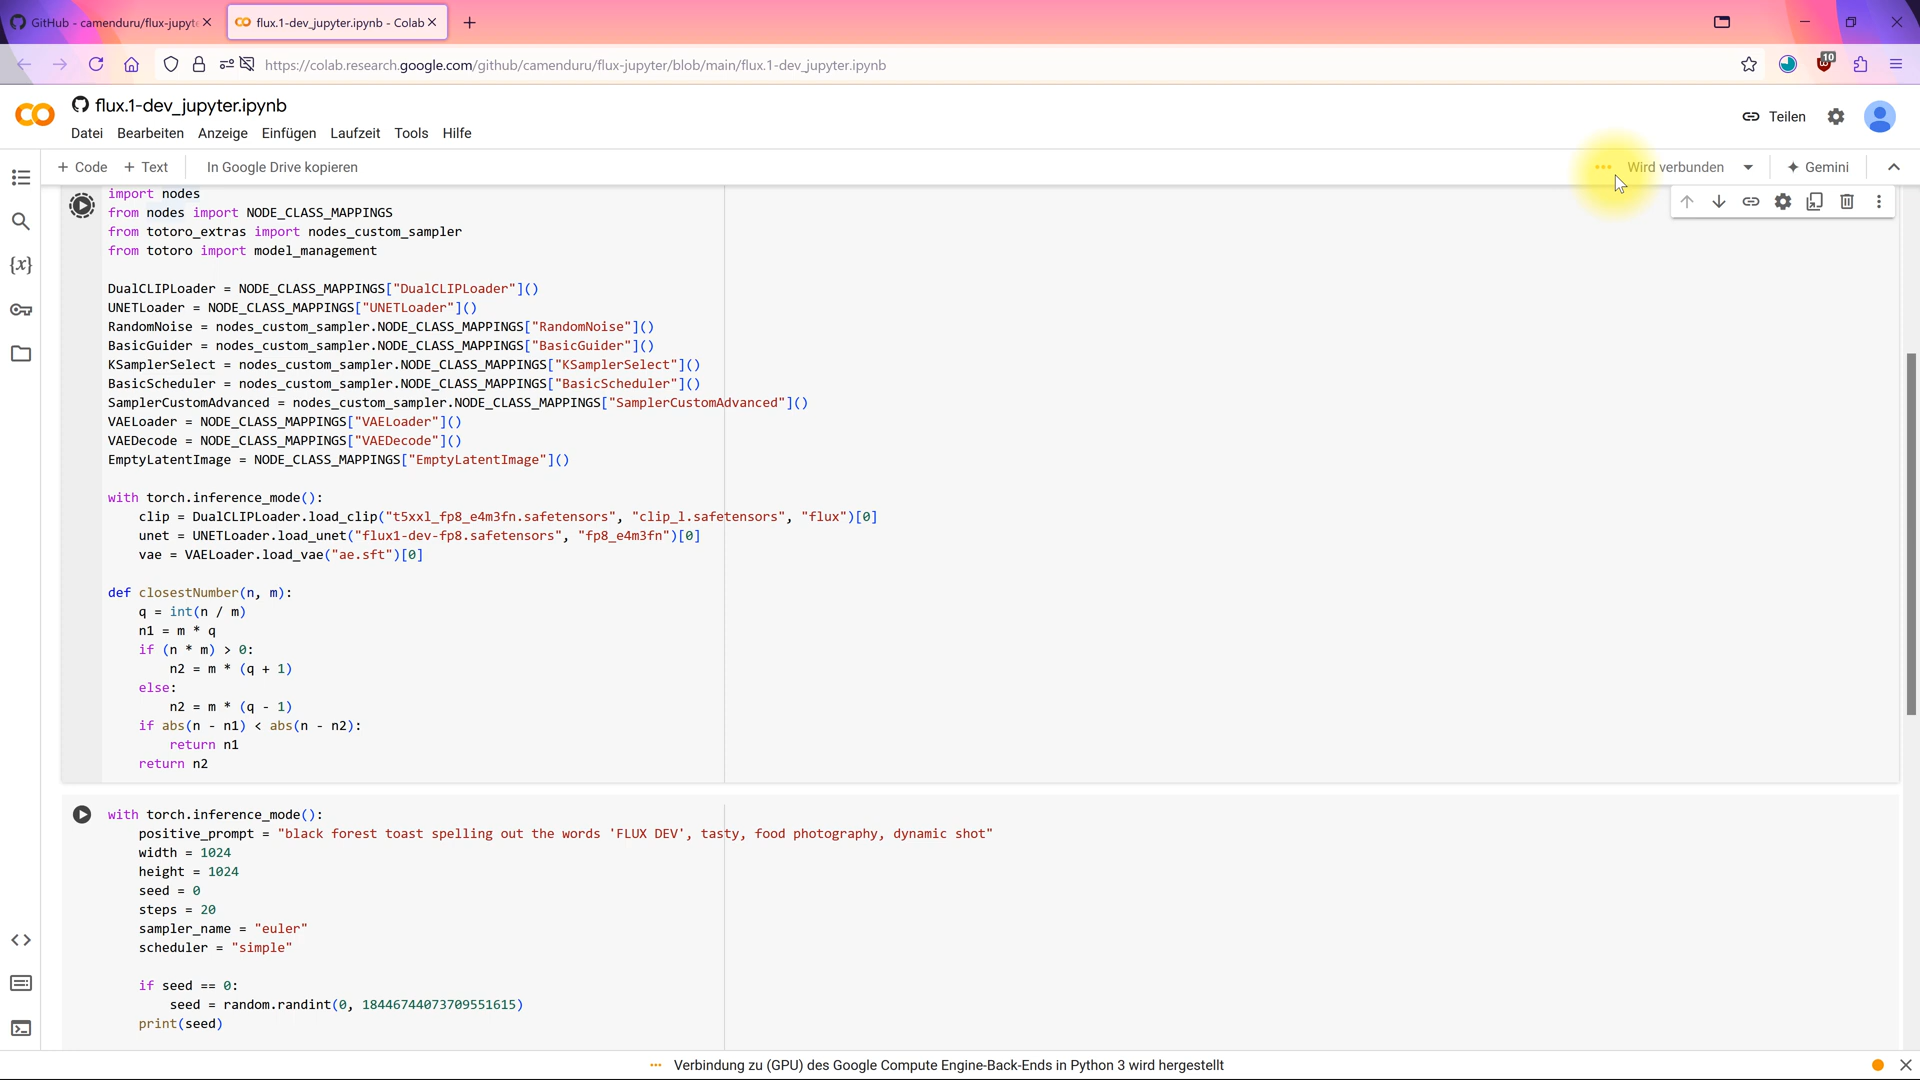 GitHub - camenduru/flux-jupyte
flux.1-dev_jupyter.ipynb - Colab
https://colab.research.google.com/github/camenduru/flux-jupyter/blob/main/flux.1-dev_jupyter.ipynb
10
flux.1-dev_jupyter.ipynb
Datei Bearbeiten Anzeige Einfügen Laufzeit Tools Hilfe
Teilen
+ Code + Text In Google Drive kopieren
Wird verbunden
Gemini
import nodes
from nodes import NODE_CLASS_MAPPINGS
from totoro_extras import nodes_custom_sampler
from totoro import model_management
DualCLIPLoader = NODE_CLASS_MAPPINGS["DualCLIPLoader"]()
UNETLoader = NODE_CLASS_MAPPINGS["UNETLoader"]()
RandomNoise = nodes_custom_sampler.NODE_CLASS_MAPPINGS["RandomNoise"]()
BasicGuider = nodes_custom_sampler.NODE_CLASS_MAPPINGS["BasicGuider"]()
KSamplerSelect = nodes_custom_sampler.NODE_CLASS_MAPPINGS["KSamplerSelect"]()
BasicScheduler = nodes_custom_sampler.NODE_CLASS_MAPPINGS["BasicScheduler"]()
SamplerCustomAdvanced = nodes_custom_sampler.NODE_CLASS_MAPPINGS["SamplerCustomAdvanced"]()
VAELoader = NODE_CLASS_MAPPINGS["VAELoader"]()
VAEDecode = NODE_CLASS_MAPPINGS["VAEDecode"]()
EmptyLatentImage = NODE_CLASS_MAPPINGS["EmptyLatentImage"]()
with torch.inference_mode():
clip = DualCLIPLoader.load_clip("t5xxl_fp8_e4m3fn.safetensors", "clip_l.safetensors", "flux")[0]
unet = UNETLoader.load_unet("flux1-dev-fp8.safetensors", "fp8_e4m3fn")[0]
vae = VAELoader.load_vae("ae.sft")[0]
def closestNumber(n, m):
q = int(n / m)
n1 = m * q
if (n * m) > 0:
n2 = m * (q + 1)
else:
n2 = m * (q - 1)
if abs(n - n1) < abs(n - n2):
return n1
return n2
with torch.inference_mode():
positive_prompt = "black forest toast spelling out the words 'FLUX DEV', tasty, food photography, dynamic shot"
width = 1024
height = 1024
seed = 0
steps = 20
sampler_name = "euler"
scheduler = "simple"
if seed == 0:
seed = random.randint(0, 18446744073709551615)
print(seed)
Verbindung zu (GPU) des Google Compute Engine-Back-Ends in Python 3 wird hergestellt